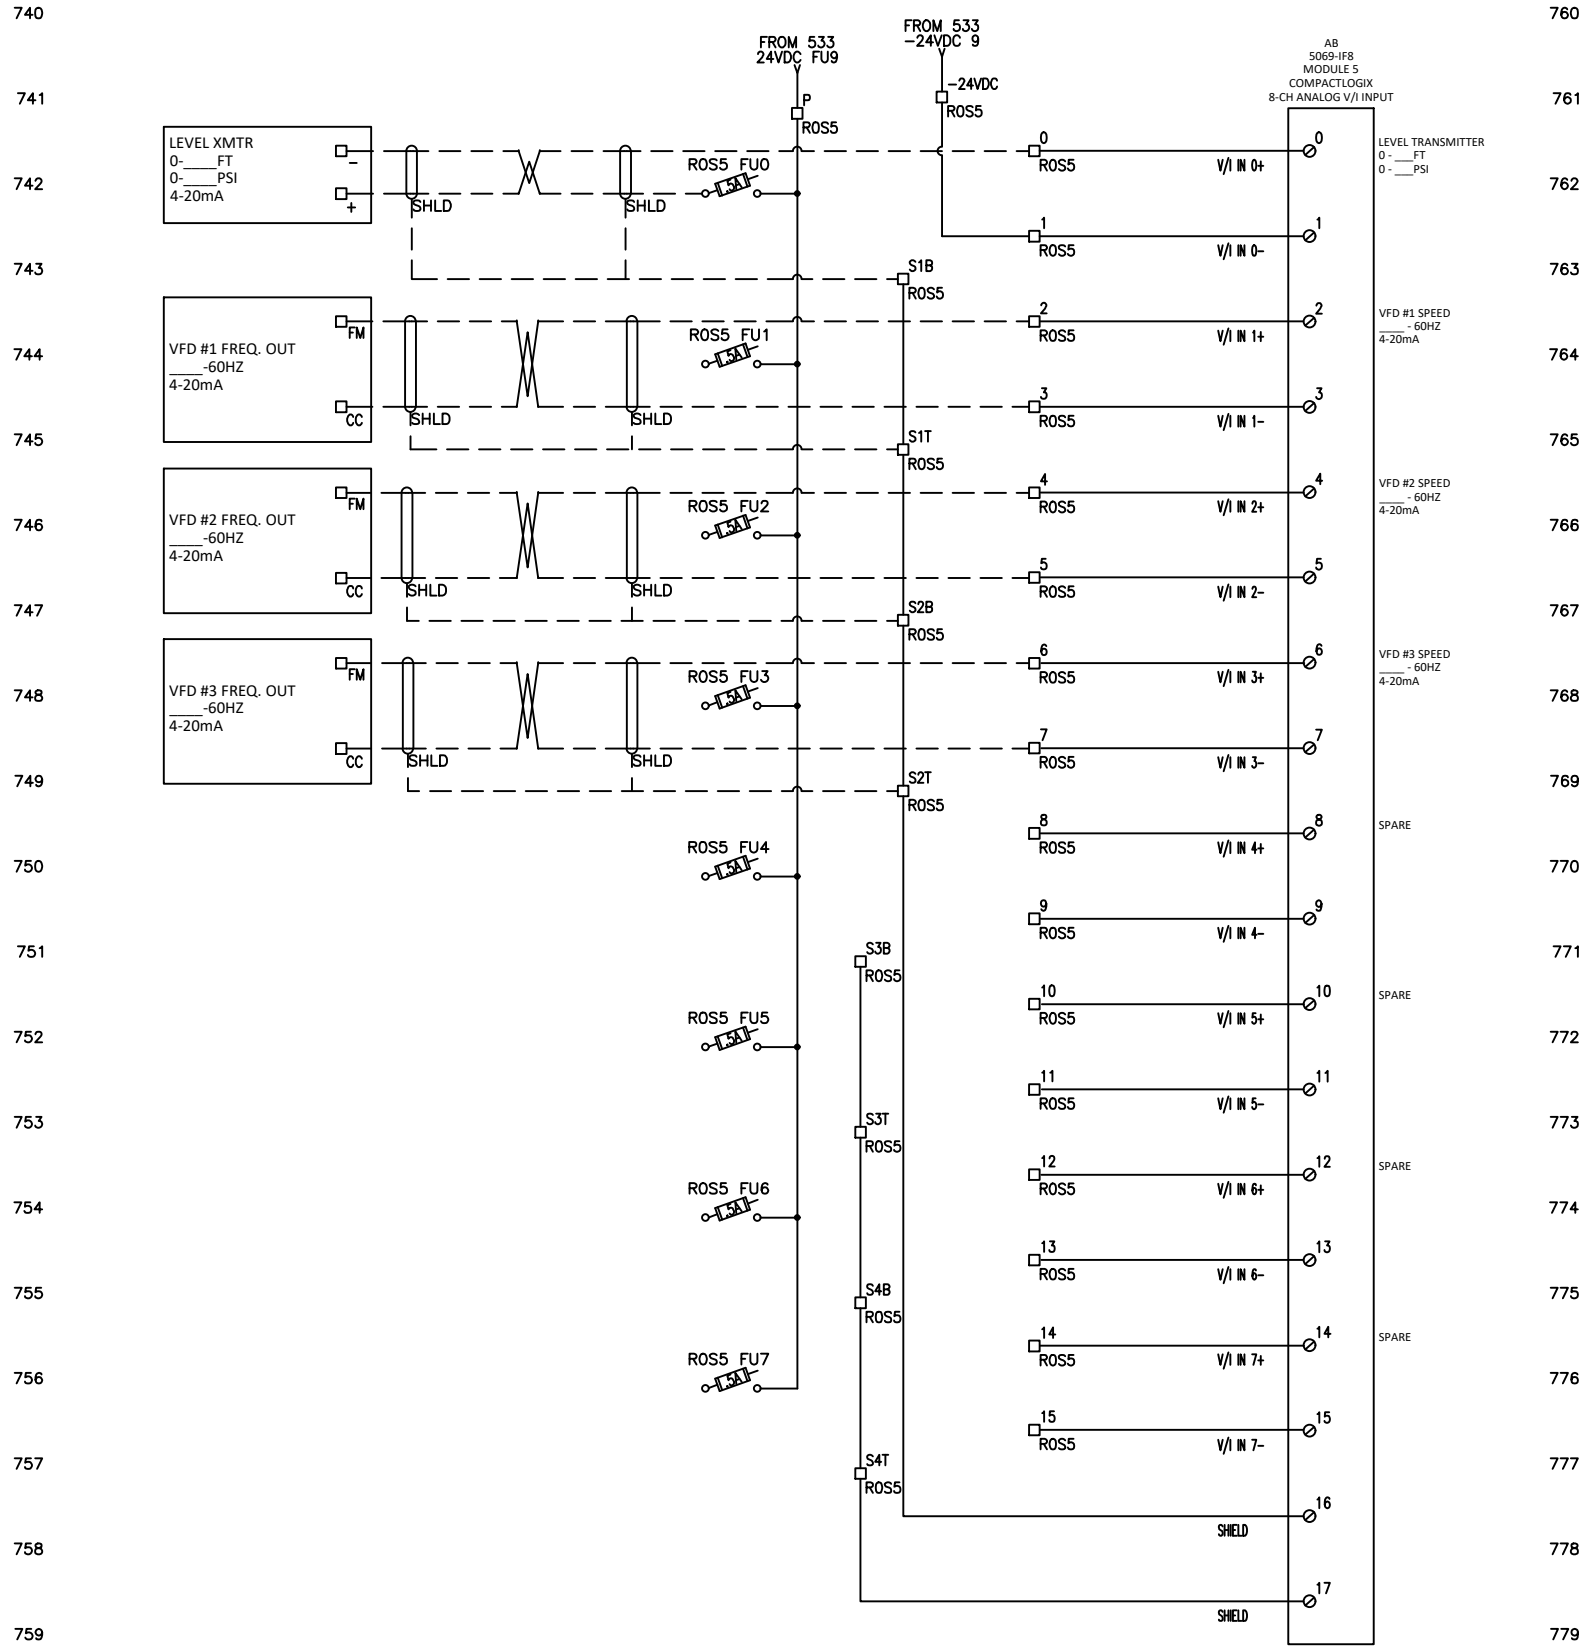 740
760
FROM 533
24VDC FU9
FROM 533
-24VDC 9
AB
5069-IF8
MODULE 5
COMPACTLOGIX
8-CH ANALOG V/I INPUT
741
761
P
R0S5
-24VDC
R0S5
LEVEL XMTR
0-____FT
0-____PSI
4-20mA
-
+
SHLD
SHLD
R0S5 FU0
.5A
0
R0S5
V/I IN 0+
0
LEVEL TRANSMITTER
0 - ___FT
0 - ___PSI
742
762
1
R0S5
V/I IN 0-
1
743
763
S1B
R0S5
VFD #1 FREQ. OUT
____-60HZ
4-20mA
FM
CC
SHLD
SHLD
R0S5 FU1
.5A
2
R0S5
V/I IN 1+
2
VFD #1 SPEED
____ - 60HZ
4-20mA
744
764
3
R0S5
V/I IN 1-
3
745
765
S1T
R0S5
VFD #2 FREQ. OUT
____-60HZ
4-20mA
FM
CC
SHLD
SHLD
R0S5 FU2
.5A
4
R0S5
V/I IN 2+
4
VFD #2 SPEED
____ - 60HZ
4-20mA
746
766
5
R0S5
V/I IN 2-
5
747
767
S2B
R0S5
VFD #3 FREQ. OUT
____-60HZ
4-20mA
FM
CC
SHLD
SHLD
R0S5 FU3
.5A
6
R0S5
V/I IN 3+
6
VFD #3 SPEED
____ - 60HZ
4-20mA
748
768
7
R0S5
V/I IN 3-
7
749
769
S2T
R0S5
8
R0S5
V/I IN 4+
8
SPARE
R0S5 FU4
.5A
750
770
9
R0S5
V/I IN 4-
9
751
771
S3B
R0S5
10
R0S5
V/I IN 5+
10
SPARE
R0S5 FU5
.5A
752
772
11
R0S5
V/I IN 5-
11
753
773
S3T
R0S5
12
R0S5
V/I IN 6+
12
SPARE
R0S5 FU6
.5A
754
774
13
R0S5
V/I IN 6-
13
755
775
S4B
R0S5
14
R0S5
V/I IN 7+
14
SPARE
R0S5 FU7
.5A
756
776
15
R0S5
V/I IN 7-
15
757
777
S4T
R0S5
16
SHIELD
758
778
17
SHIELD
759
779